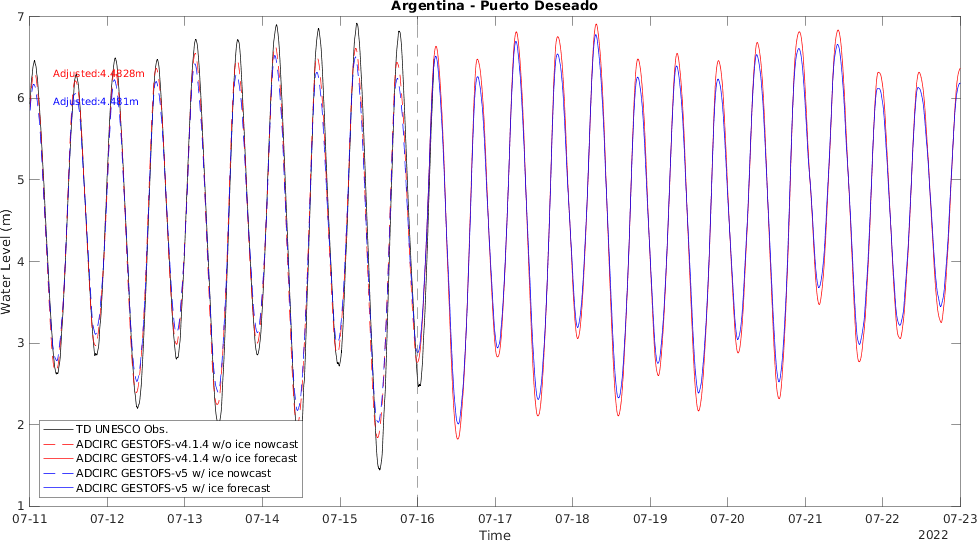 Argentina - Puerto Deseado
7
6
5
4
3
2
1
Water Level (m)
Adjusted:4.4828m
Adjusted:4.481m
TD UNESCO Obs.
ADCIRC GESTOFS-v4.1.4 w/o ice nowcast
ADCIRC GESTOFS-v4.1.4 w/o ice forecast
ADCIRC GESTOFS-v5 w/ ice nowcast
ADCIRC GESTOFS-v5 w/ ice forecast
07-11 07-12 07-13 07-14 07-15 07-16 07-17 07-18 07-19 07-20 07-21 07-22 07-23
Time
2022